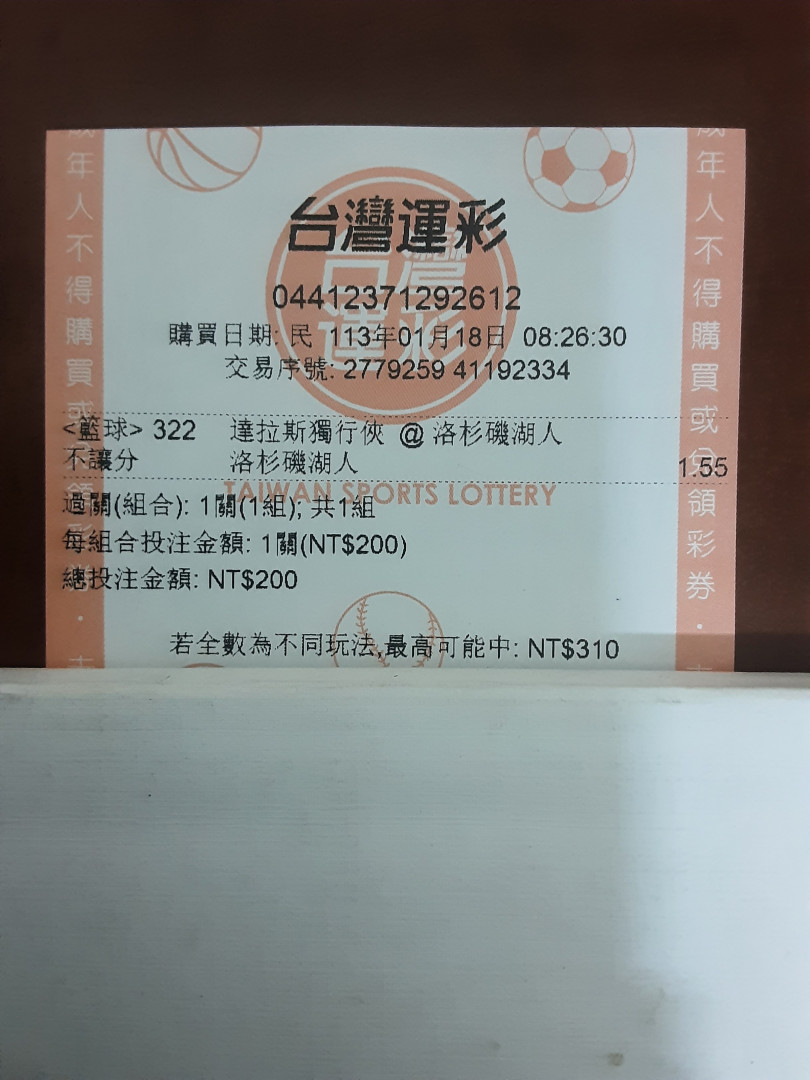 台灣運彩
04412371292612
購買日期: 民 113年01月18日 08:26:30
交易序號: 2779259 41192334
<籃球> 322 達拉斯獨行俠 @ 洛杉磯湖人
不讓分 洛杉磯湖人 1.55
TAIWAN SPORTS LOTTERY
過關(組合): 1關(1組); 共1組
每組合投注金額: 1關(NT$200)
總投注金額: NT$200
若全數為不同玩法,最高可能中: NT$310
年人不得購買或
年人不得購買或分領彩券・未
台灣運彩